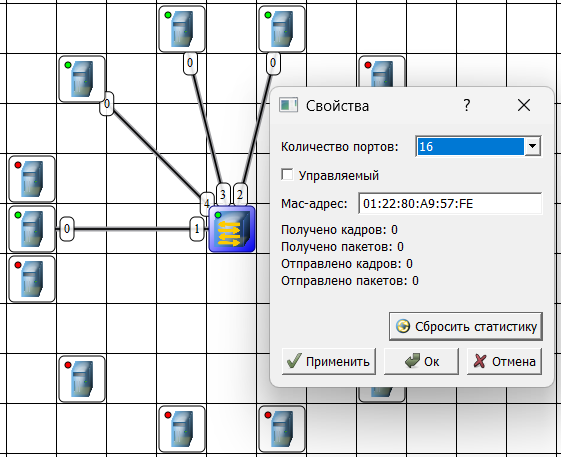 0
0
0
Свойства
?
Количество портов: 16
Управляемый
Mac-адрес: 01:22:80:A9:57:FE
4
3
2
0
1
Получено кадров: 0
Получено пакетов: 0
Отправлено кадров: 0
Отправлено пакетов: 0
Сбросить статистику
Применить
Ок
Отмена